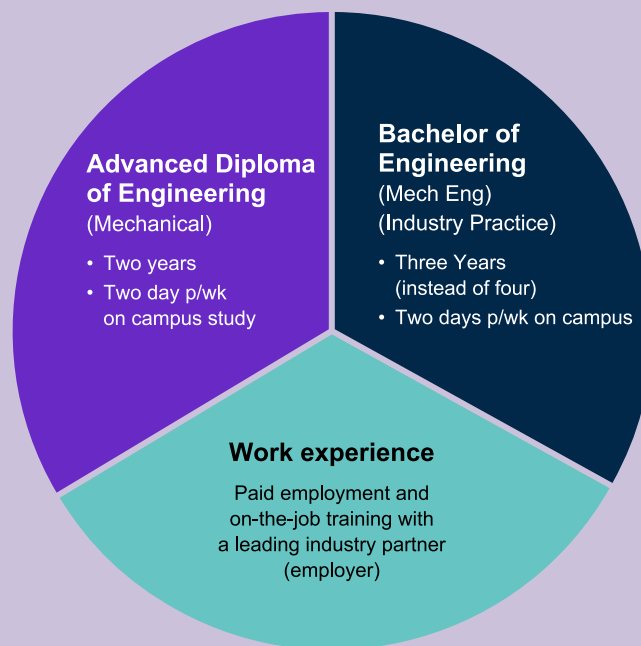 Advanced Diploma
of Engineering
(Mechanical)
• Two years
• Two day p/wk
on campus study
Bachelor of
Engineering
(Mech Eng)
(Industry Practice)
• Three Years
(instead of four)
• Two days p/wk on campus
Work experience
Paid employment and
on-the-job training with
a leading industry partner
(employer)